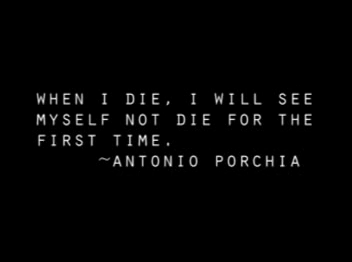 WHEN I DIE, I WILL SEE
MYSELF NOT DIE FOR THE
FIRST TIME.
~ANTONIO PORCHIA